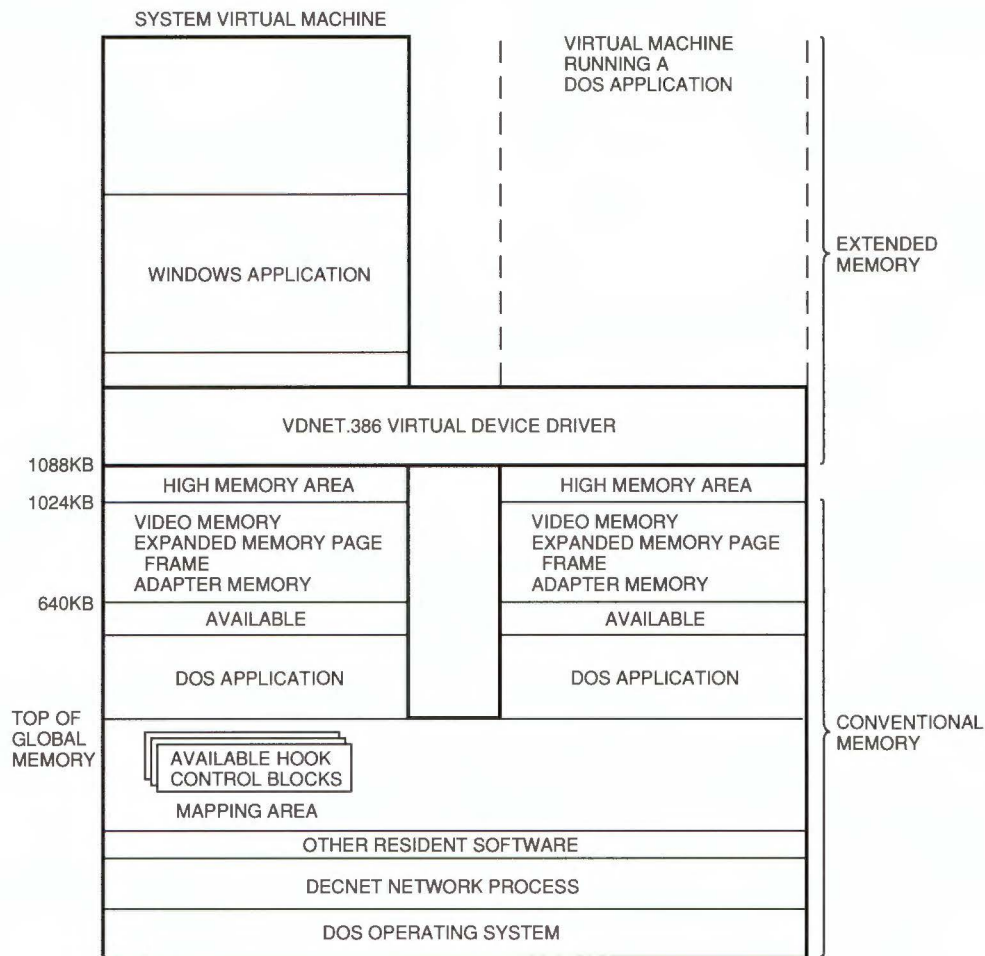 SYSTEM VIRTUAL MACHINE
VIRTUAL MACHINE
RUNNING A
DOS APPLICATION
WINDOWS APPLICATION
EXTENDED
MEMORY
VDNET.386 VIRTUAL DEVICE DRIVER
1088KB
HIGH MEMORY AREA
HIGH MEMORY AREA
1024KB
VIDEO MEMORY
EXPANDED MEMORY PAGE
FRAME
ADAPTER MEMORY
VIDEO MEMORY
EXPANDED MEMORY PAGE
FRAME
ADAPTER MEMORY
640KB
AVAILABLE
AVAILABLE
DOS APPLICATION
DOS APPLICATION
TOP OF
GLOBAL
MEMORY
CONVENTIONAL
MEMORY
AVAILABLE HOOK
CONTROL BLOCKS
MAPPING AREA
OTHER RESIDENT SOFTWARE
DECNET NETWORK PROCESS
DOS OPERATING SYSTEM